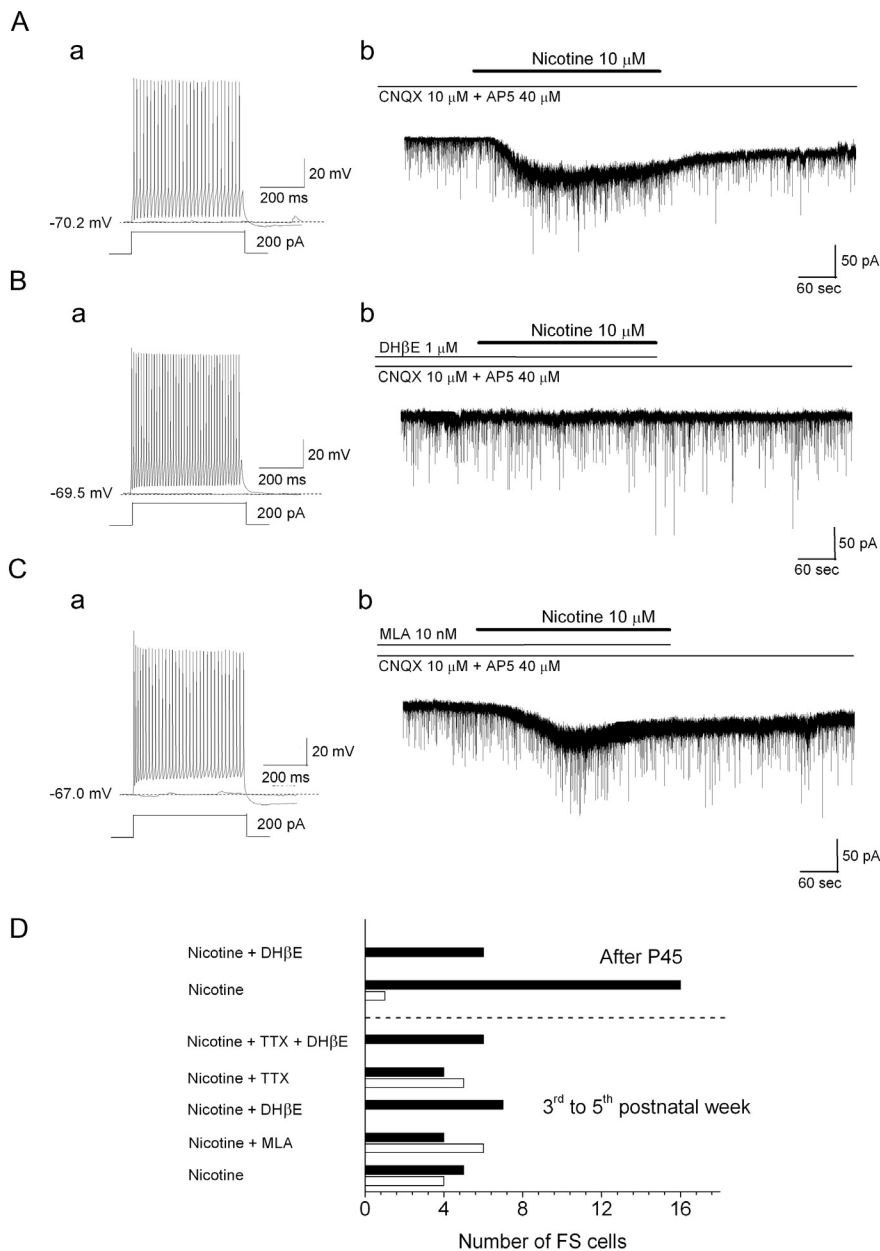 A
a
b
Nicotine 10 μM
CNQX 10 μM + AP5 40 μM
20 mV
200 ms
-70.2 mV
200 pA
50 pA
60 sec
B
a
b
Nicotine 10 μM
DHβE 1 μM
CNQX 10 μM + AP5 40 μM
20 mV
200 ms
-69.5 mV
200 pA
50 pA
60 sec
C
a
b
Nicotine 10 μM
MLA 10 nM
CNQX 10 μM + AP5 40 μM
20 mV
200 ms
-67.0 mV
200 pA
50 pA
60 sec
D
Nicotine + DHβE
After P45
Nicotine
Nicotine + TTX + DHβE
Nicotine + TTX
Nicotine + DHβE
3rd to 5th postnatal week
Nicotine + MLA
Nicotine
0 4 8 12 16
Number of FS cells